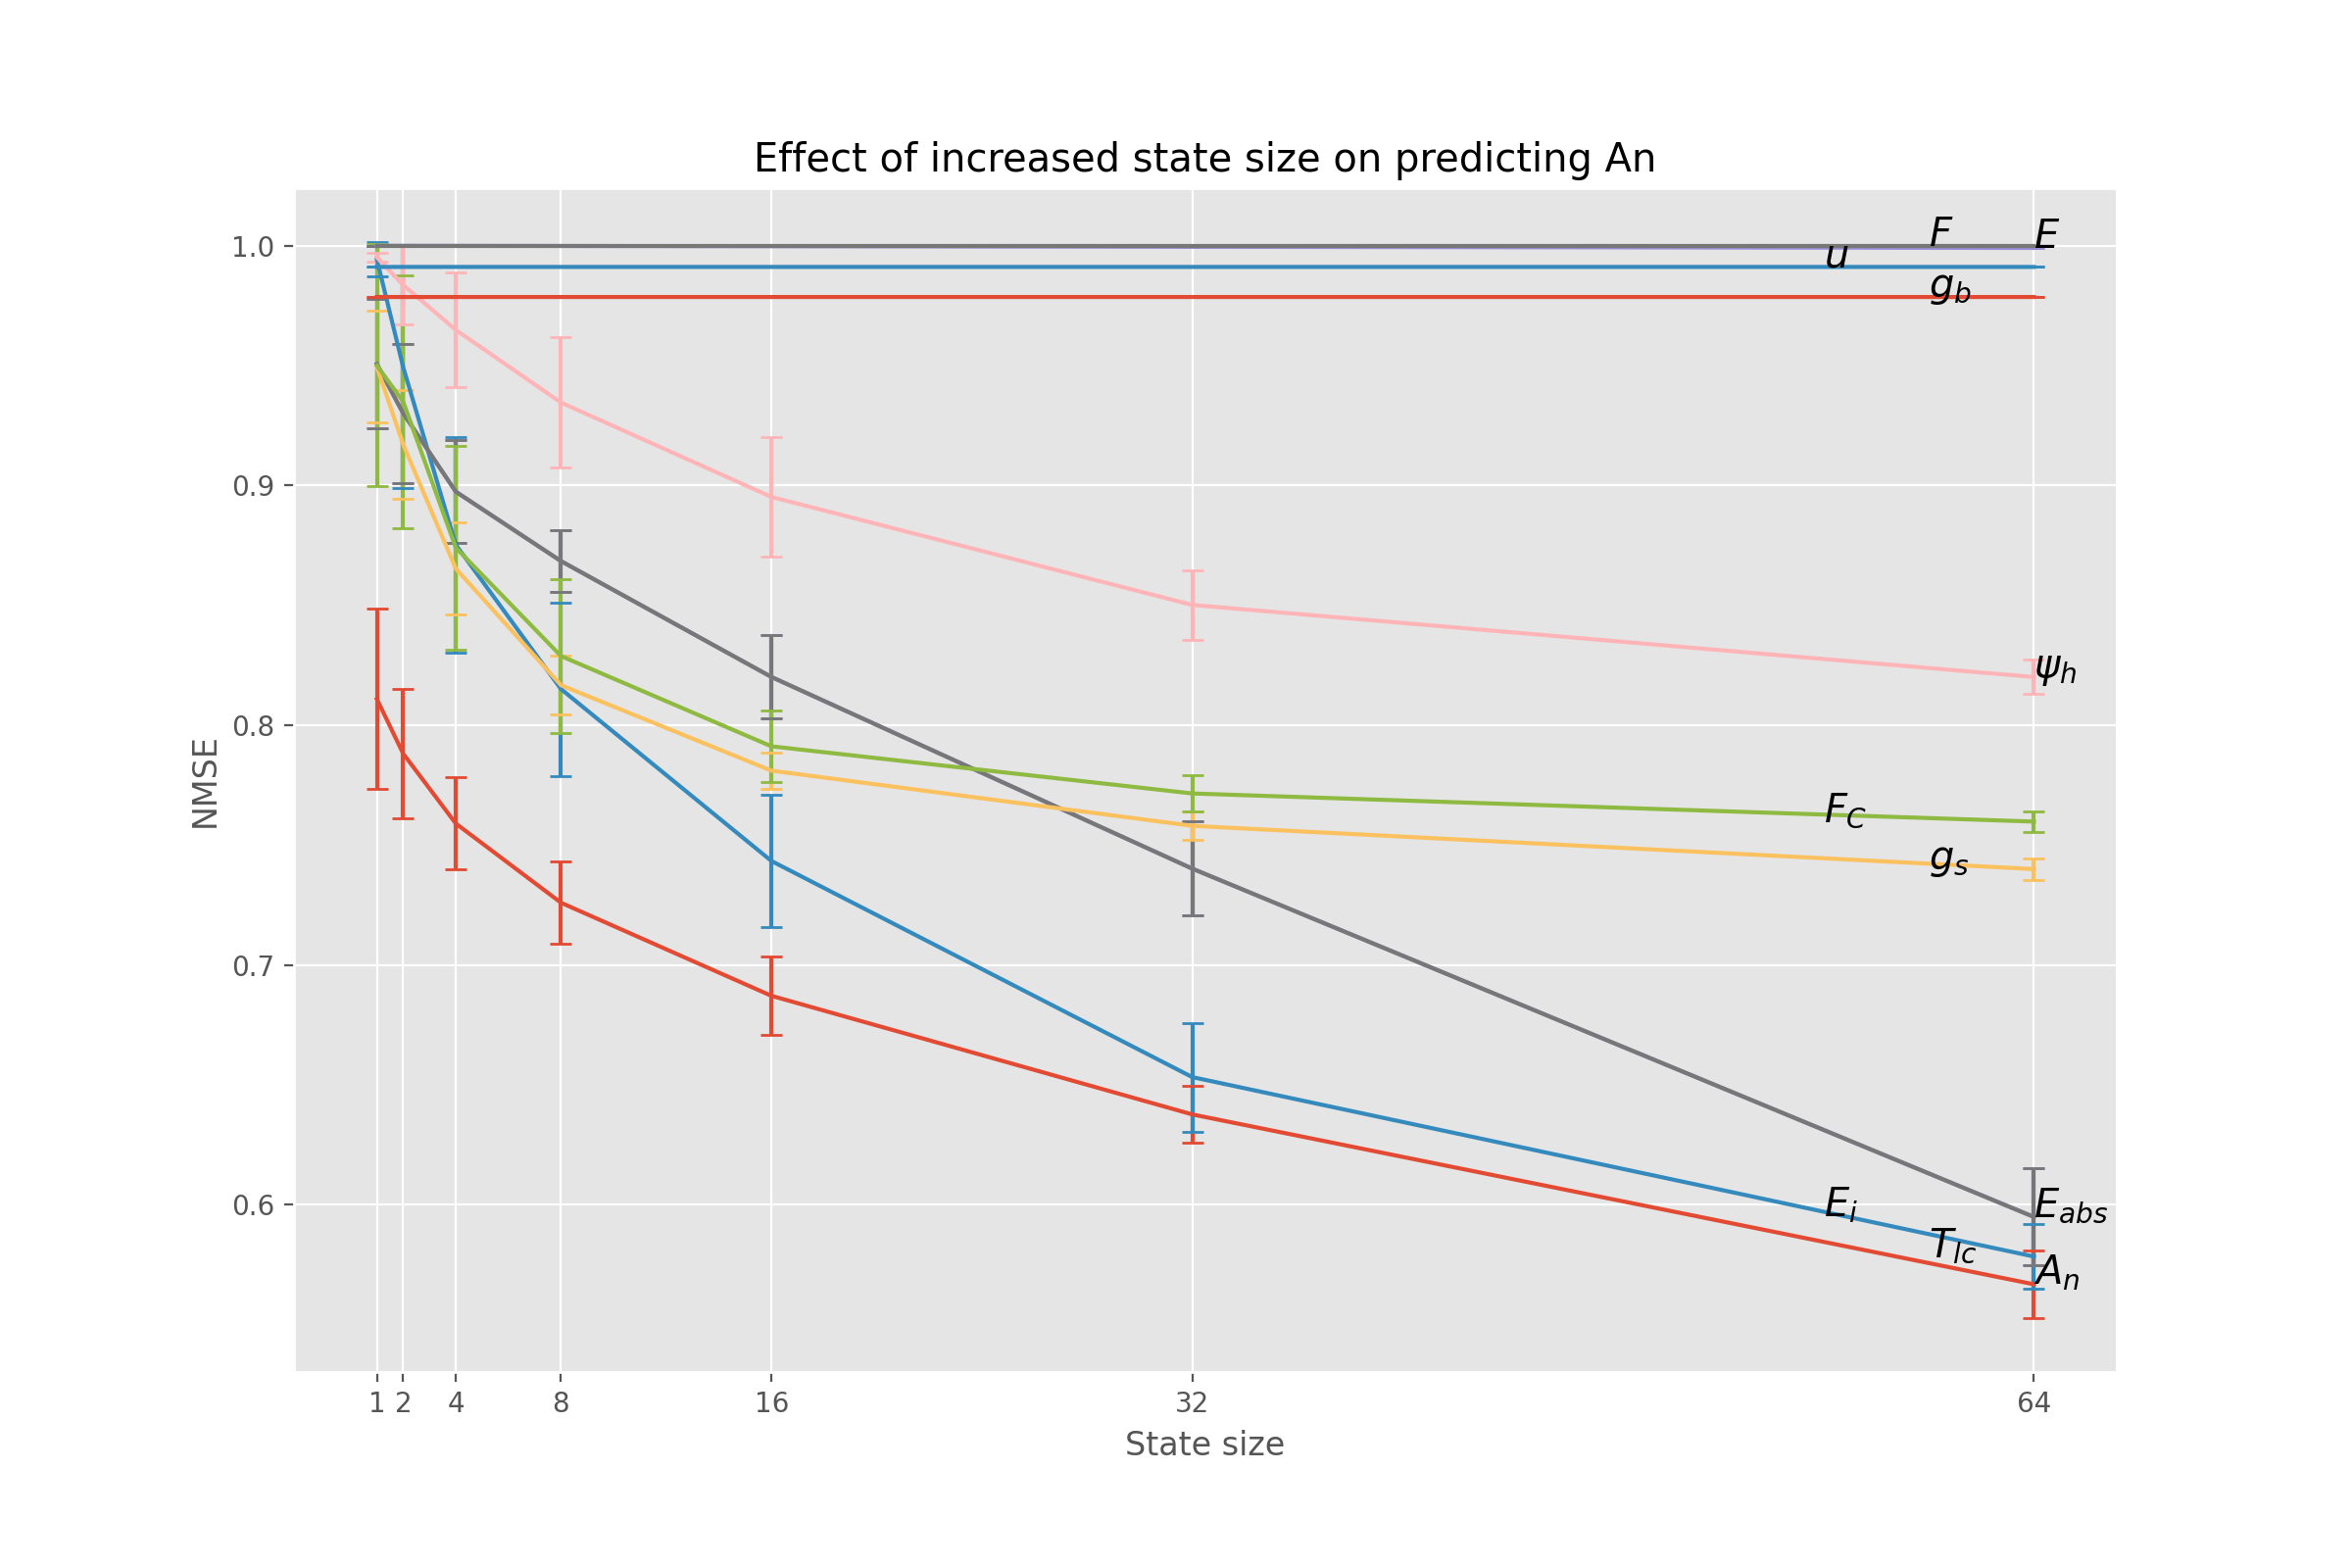 Effect of increased state size on predicting An
F
E
u
g_b
1.0
0.9
ψ_h
0.8
NMSE
F_C
g_s
0.7
0.6
E_i
E_abs
T_lc
A_n
1 2 4 8 16 32 64
State size